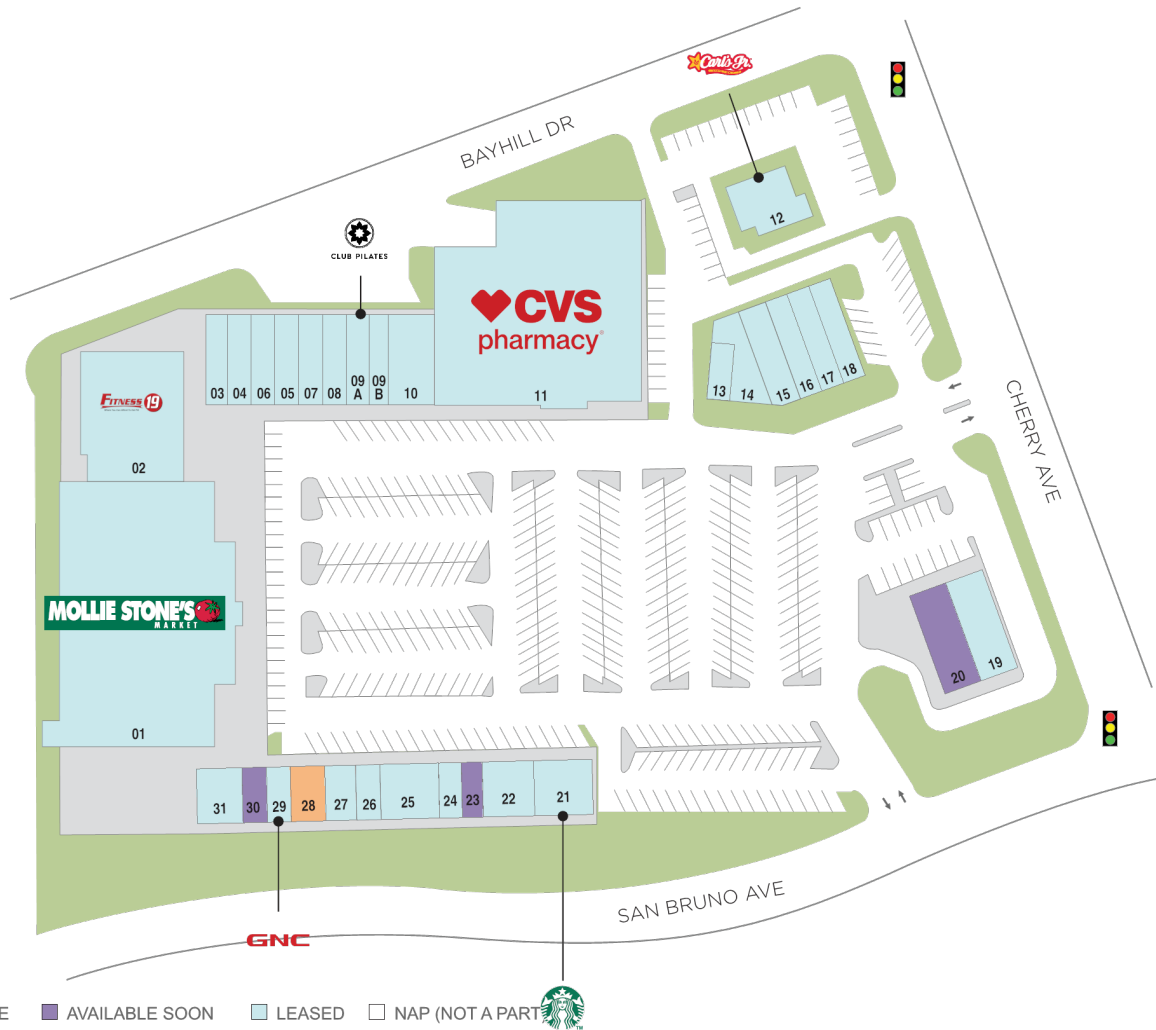 Carl's Jr.
BAYHILL DR
12
CLUB PILATES
CVS
pharmacy
03 04 06 05 07 08 09 A 09 B 10 11
13 14 15 16 17 18
CHERRY AVE
FITNESS 19
02
MOLLIE STONE'S
MARKET
01
20 19
31 30 29 28 27 26 25 24 23 22 21
SAN BRUNO AVE
GNC
E AVAILABLE SOON LEASED NAP (NOT A PART
TM